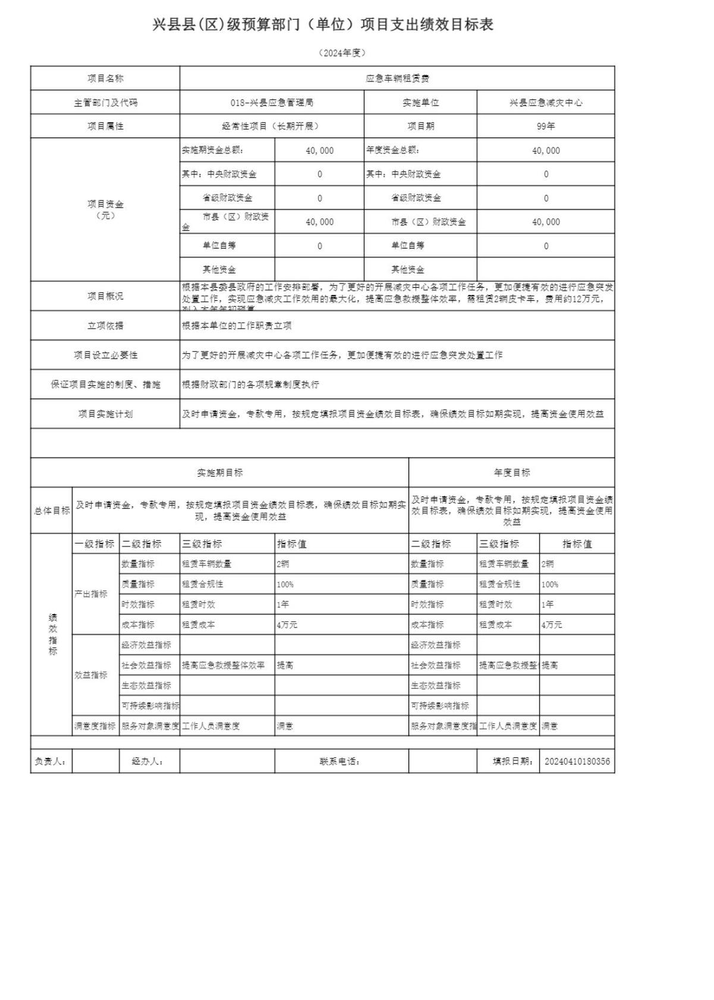 兴县县(区)级预算部门（单位）项目支出绩效目标表
（2024年度）
项目名称 应急车辆租赁费
主管部门及代码 018-兴县应急管理局 实施单位 兴县应急减灾中心
项目属性 经常性项目（长期开展） 项目期 99年
项目资金
（元）
实施期资金总额： 40,000 年度资金总额： 40,000
其中：中央财政资金 0 其中：中央财政资金 0
省级财政资金 0 省级财政资金 0
市县（区）财政资
金 40,000 市县（区）财政资金 40,000
单位自筹 0 单位自筹 0
其他资金 其他资金
项目概况
根据本县委县政府的工作安排部署，为了更好的开展减灾中心各项工作任务，更加便捷有效的进行应急突发
处置工作，实现应急减灾工作效用的最大化，提高应急救援整体效率，需租赁2辆皮卡车，费用约12万元，
列入本年年初预算
立项依据 根据本单位的工作职责立项
项目设立必要性 为了更好的开展减灾中心各项工作任务，更加便捷有效的进行应急突发处置工作
保证项目实施的制度、措施 根据财政部门的各项规章制度执行
项目实施计划 及时申请资金，专款专用，按规定填报项目资金绩效目标表，确保绩效目标如期实现，提高资金使用效益
实施期目标 年度目标
总体目标
及时申请资金，专款专用，按规定填报项目资金绩效目标表，确保绩效目标如期实
现，提高资金使用效益
及时申请资金，专款专用，按规定填报项目资金绩
效目标表，确保绩效目标如期实现，提高资金使用
效益
绩
效
指
标
一级指标 二级指标 三级指标 指标值 二级指标 三级指标 指标值
产出指标
数量指标 租赁车辆数量 2辆 数量指标 租赁车辆数量 2辆
质量指标 租赁合规性 100% 质量指标 租赁合规性 100%
时效指标 租赁时效 1年 时效指标 租赁时效 1年
成本指标 租赁成本 4万元 成本指标 租赁成本 4万元
效益指标
经济效益指标 经济效益指标
社会效益指标 提高应急救援整体效率 提高 社会效益指标 提高应急救援整 提高
生态效益指标 生态效益指标
可持续影响指标 可持续影响指标
满意度指标 服务对象满意度 工作人员满意度 满意 服务对象满意度指 工作人员满意度 满意
负责人： 经办人： 联系电话： 填报日期： 20240410180356